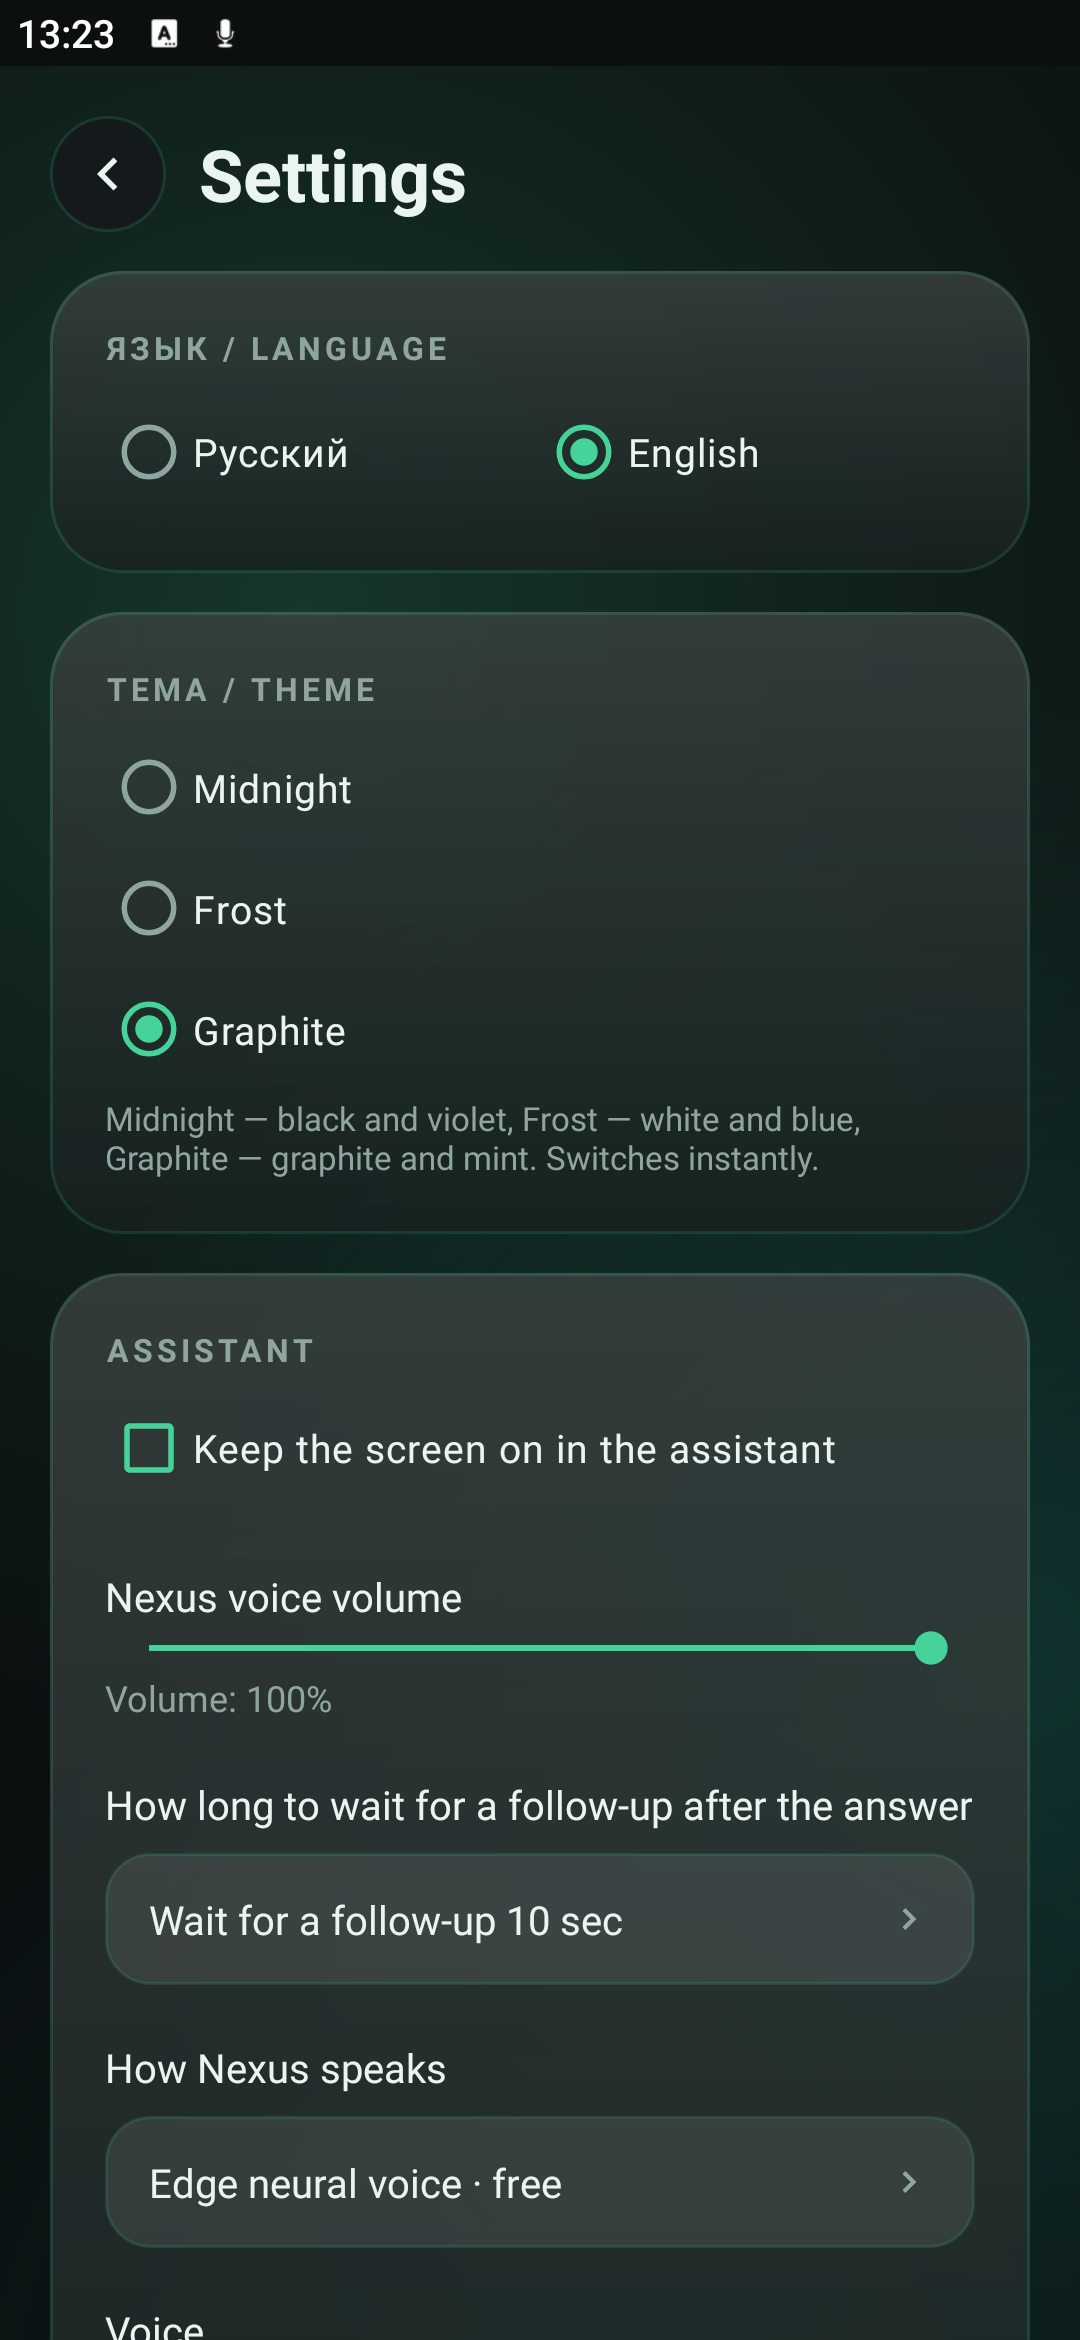 13:23
Settings
ЯЗЫК / LANGUAGE
Русский
English
ТЕМА / THEME
Midnight
Frost
Graphite
Midnight — black and violet, Frost — white and blue,
Graphite — graphite and mint. Switches instantly.
ASSISTANT
Keep the screen on in the assistant
Nexus voice volume
Volume: 100%
How long to wait for a follow-up after the answer
Wait for a follow-up 10 sec
How Nexus speaks
Edge neural voice · free
Voice